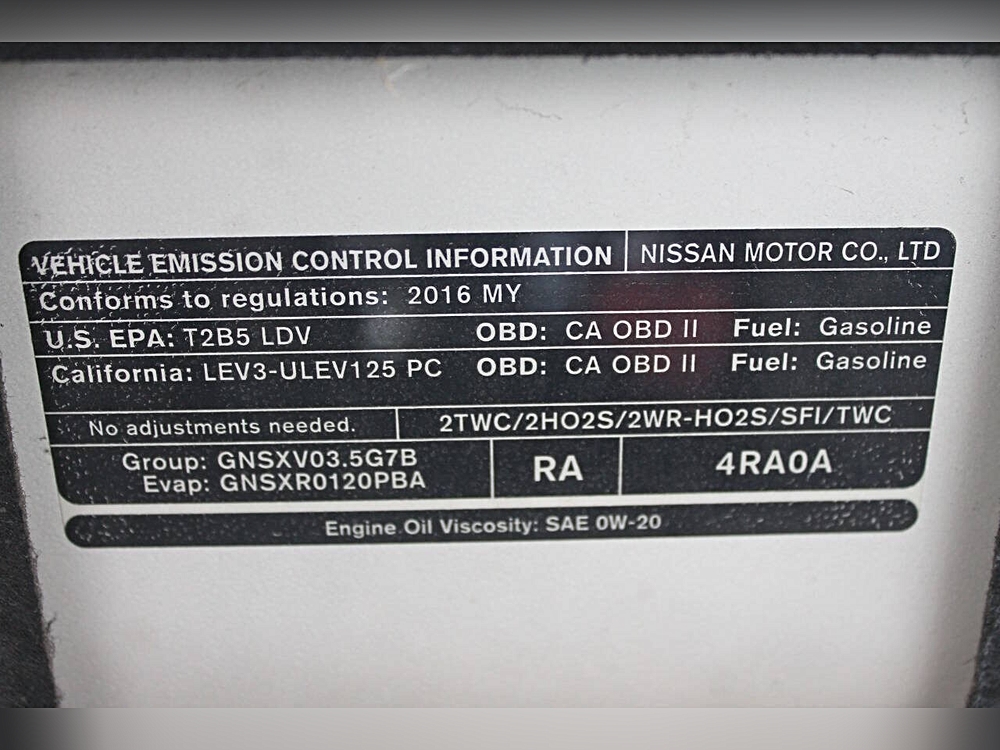 VEHICLE EMISSION CONTROL INFORMATION NISSAN MOTOR CO., LTD
Conforms to regulations: 2016 MY
U.S. EPA: T2B5 LDV OBD: CA OBD II Fuel: Gasoline
California: LEV3-ULEV125 PC OBD: CA OBD II Fuel: Gasoline
No adjustments needed. 2TWC/2HO2S/2WR-HO2S/SFI/TWC
Group: GNSXV03.5G7B
Evap: GNSXR0120PBA
RA 4RA0A
Engine Oil Viscosity: SAE 0W-20